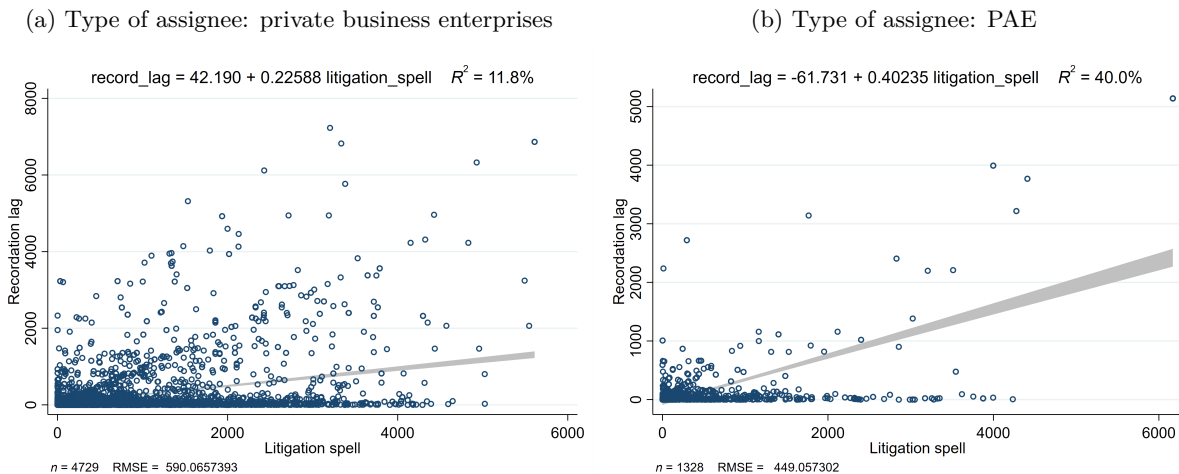 (a) Type of assignee: private business enterprises
record_lag = 42.190 + 0.22588 litigation_spell R² = 11.8%
8000
6000
4000
2000
0
Recordation lag
0 2000 4000 6000
Litigation spell
n = 4729 RMSE = 590.0657393
(b) Type of assignee: PAE
record_lag = -61.731 + 0.40235 litigation_spell R² = 40.0%
5000
4000
3000
2000
1000
0
Recordation lag
0 2000 4000 6000
Litigation spell
n = 1328 RMSE = 449.057302